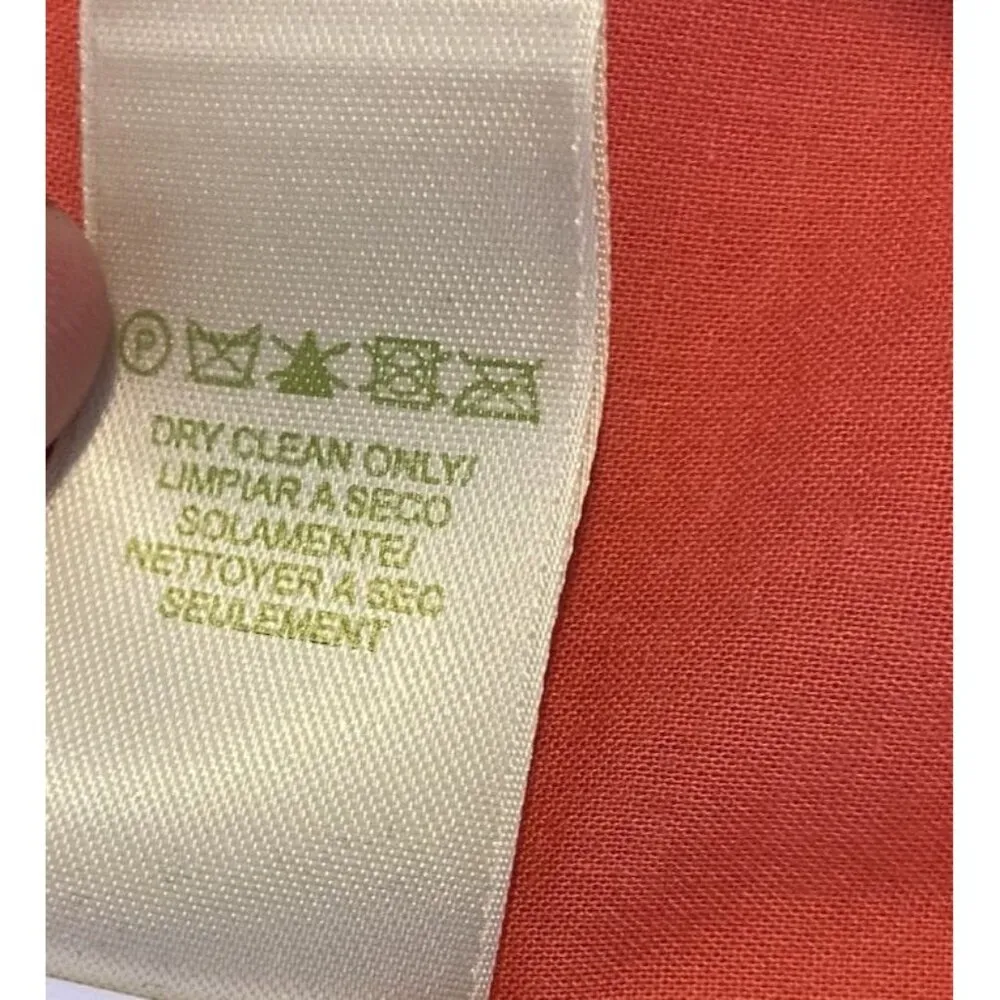 P
DRY CLEAN ONLY/
LIMPIAR A SECO
SOLAMENTE/
NETTOYER A SEC
SEULEMENT